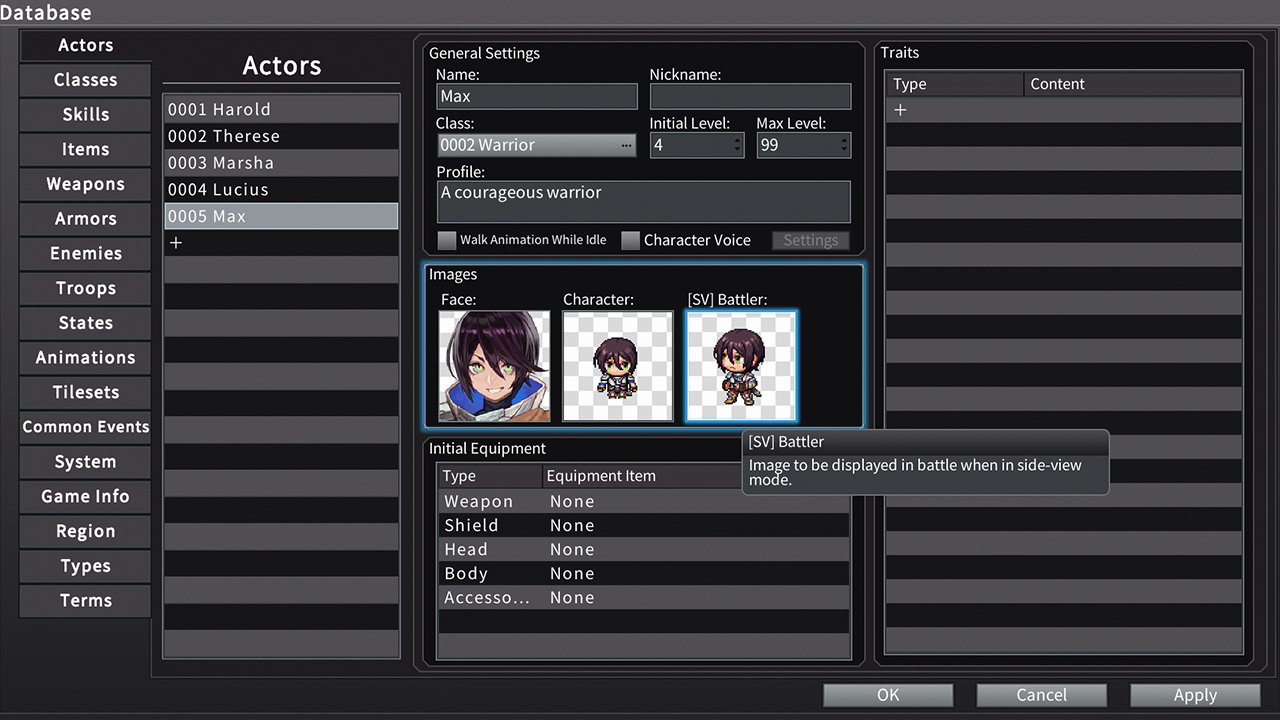 Database
Actors
Classes
Skills
Items
Weapons
Armors
Enemies
Troops
States
Animations
Tilesets
Common Events
System
Game Info
Region
Types
Terms
Actors
0001 Harold
0002 Therese
0003 Marsha
0004 Lucius
0005 Max
+
General Settings
Name:
Nickname:
Max
Class:
Initial Level:
Max Level:
0002 Warrior
...
4
99
Profile:
A courageous warrior
Walk Animation While Idle
Character Voice
Settings
Images
Face:
Character:
[SV] Battler:
[SV] Battler
Image to be displayed in battle when in side-view
mode.
Initial Equipment
Type
Equipment Item
Weapon
None
Shield
None
Head
None
Body
None
Accesso...
None
Traits
Type
Content
+
OK
Cancel
Apply